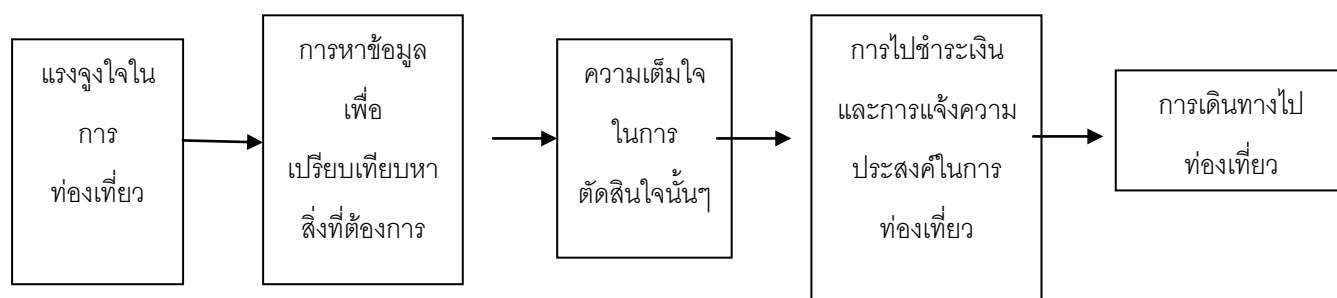 แรงจูงใจใน
การ
ท่องเที่ยว
การหาข้อมูล
เพื่อ
เปรียบเทียบหา
สิ่งที่ต้องการ
ความเต็มใจ
ในการ
ตัดสินใจนั้นๆ
การไปชำระเงิน
และการแจ้งความ
ประสงค์ในการ
ท่องเที่ยว
การเดินทางไป
ท่องเที่ยว